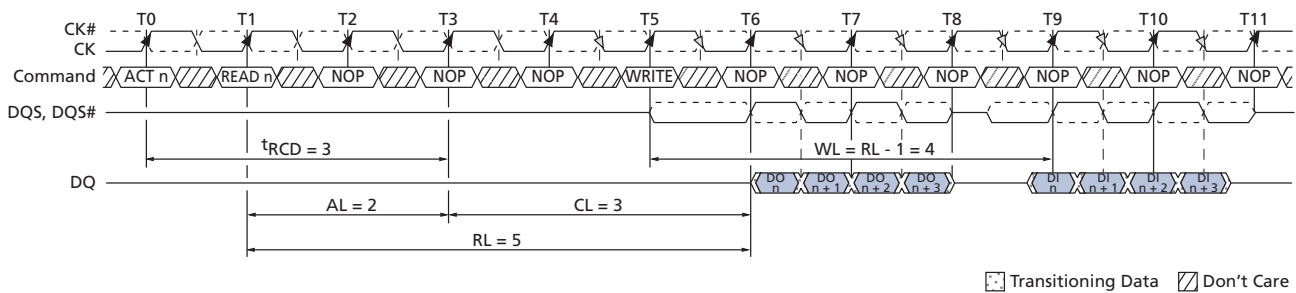 T0 T1 T2 T3 T4 T5 T6 T7 T8 T9 T10 T11
CK#
CK
Command ACT n READ n NOP NOP NOP WRITE NOP NOP NOP NOP NOP NOP
DQS, DQS#
tRCD = 3 WL = RL - 1 = 4
DQ DO n DO n + 1 DO n + 2 DO n + 3 DI n DI n + 1 DI n + 2 DI n + 3
AL = 2 CL = 3
RL = 5
Transitioning Data Don't Care